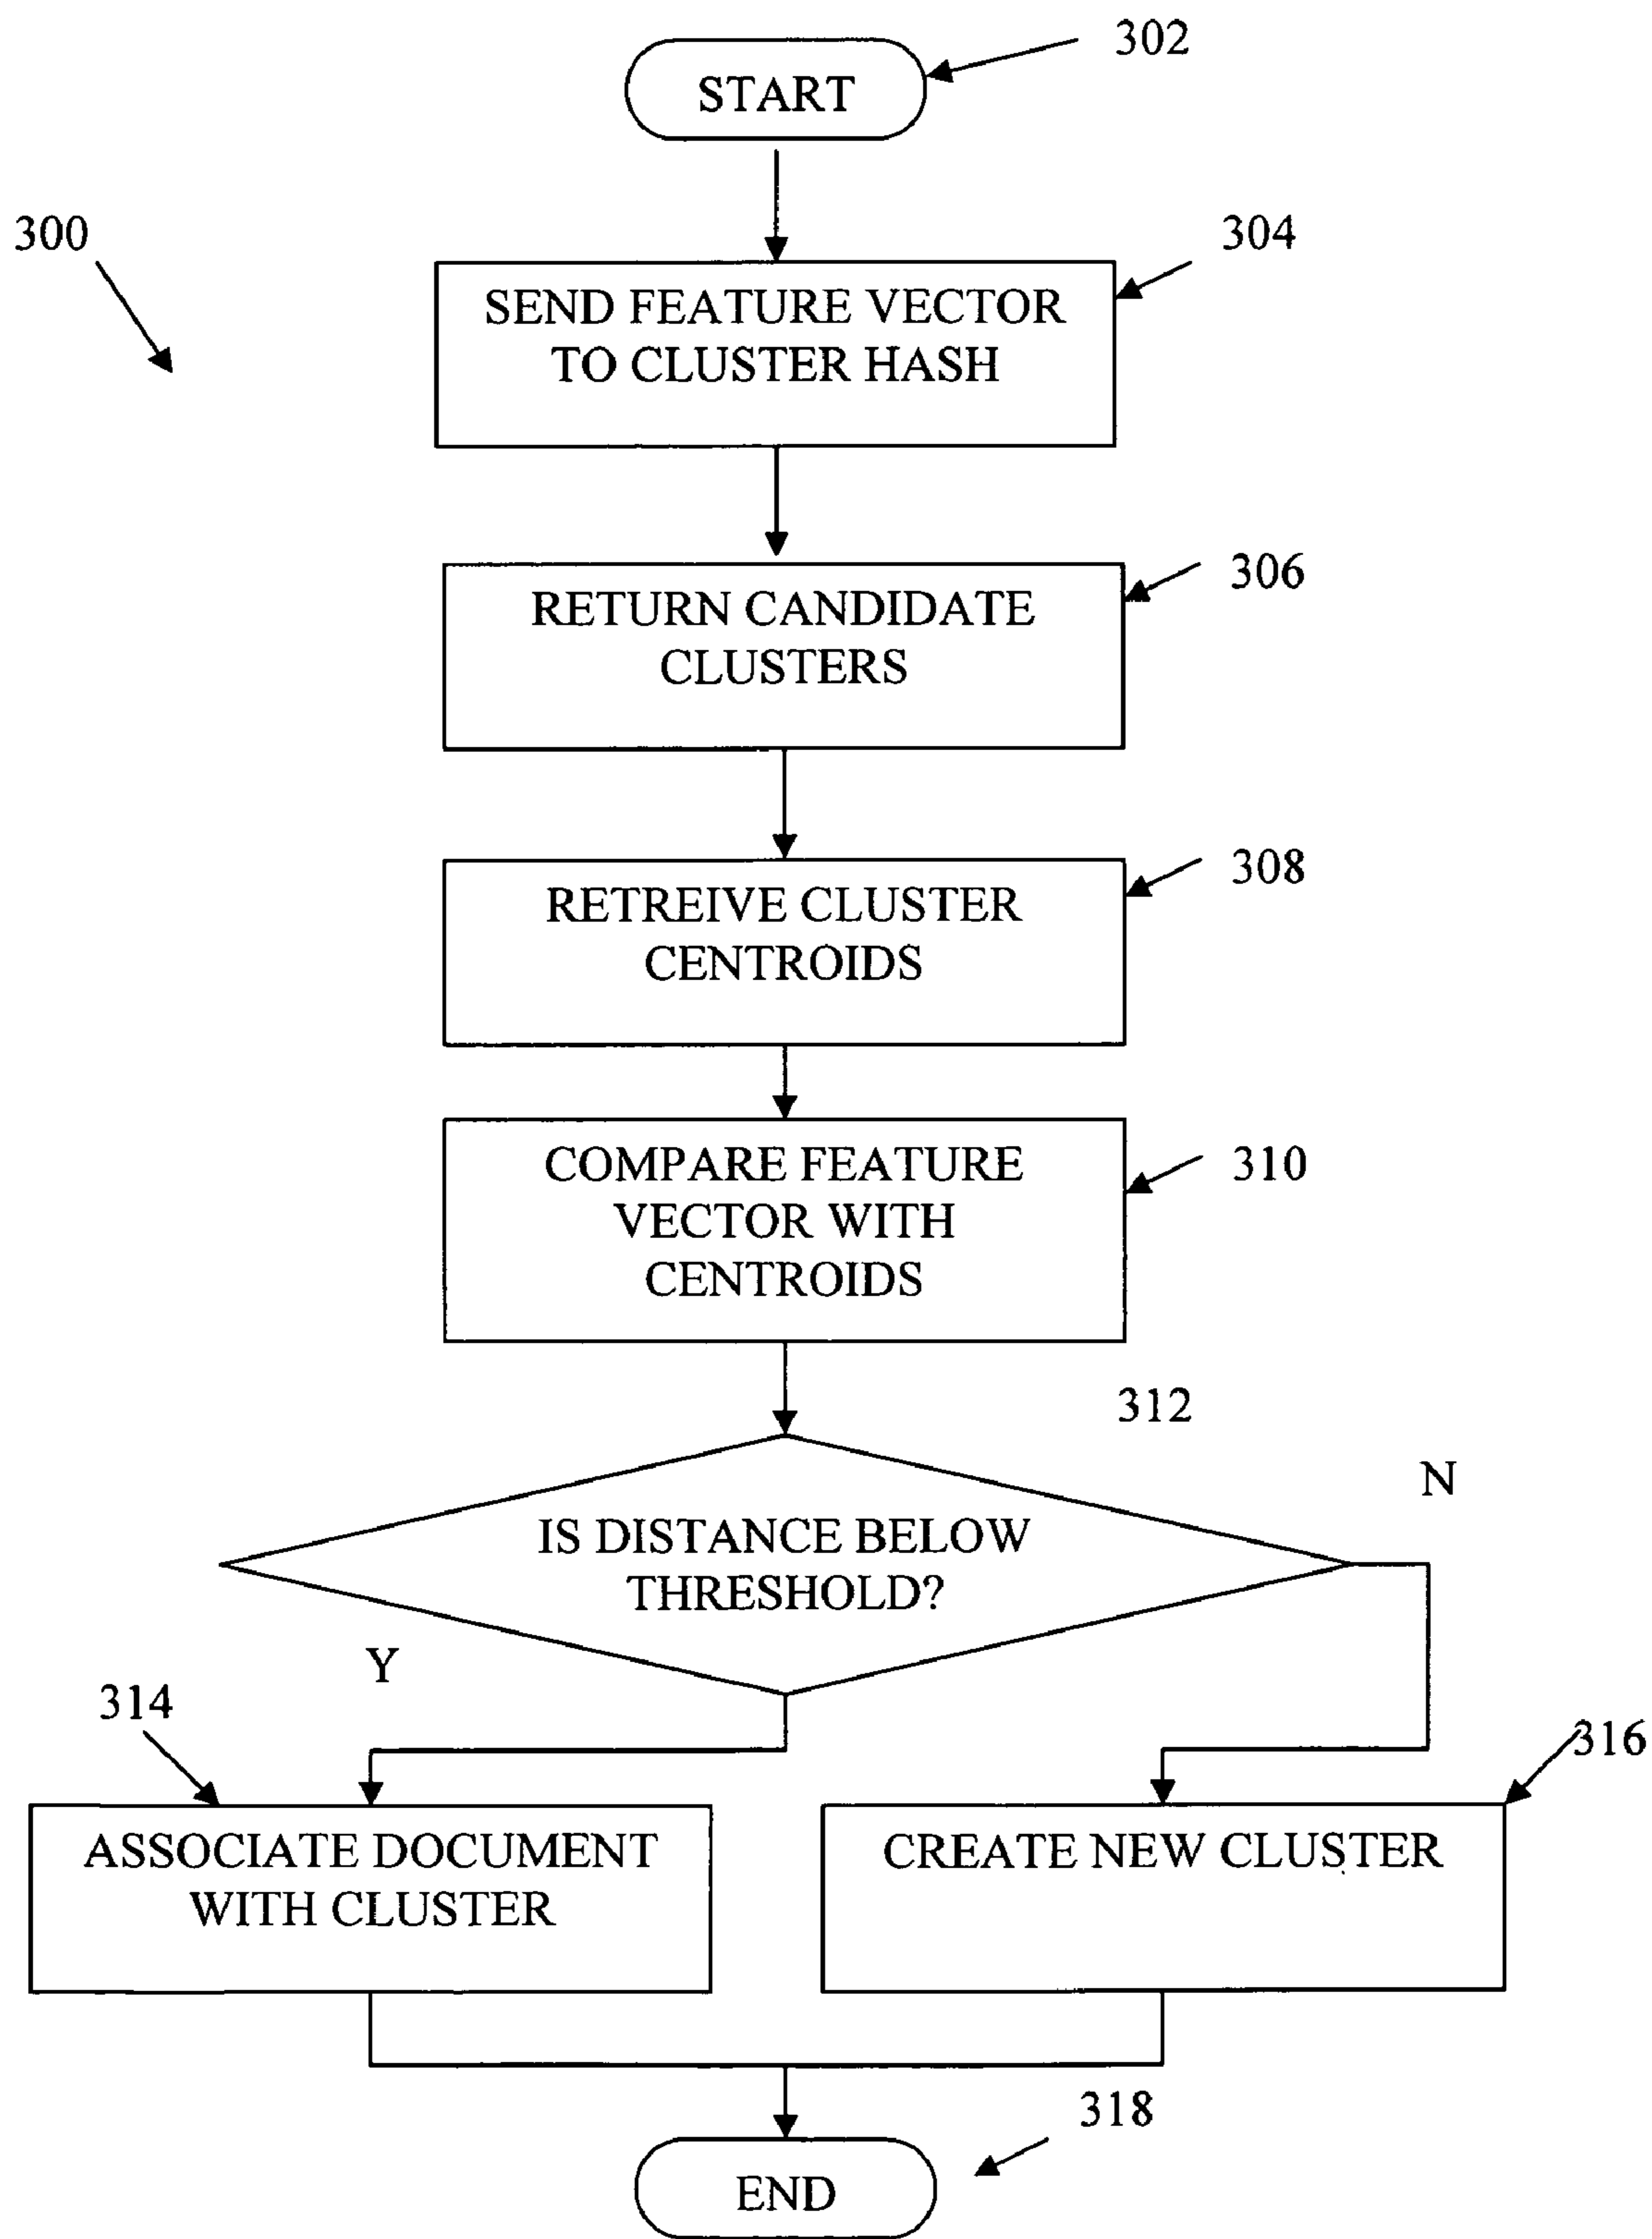 302
START
300
304
SEND FEATURE VECTOR
TO CLUSTER HASH
306
RETURN CANDIDATE
CLUSTERS
308
RETREIVE CLUSTER
CENTROIDS
310
COMPARE FEATURE
VECTOR WITH
CENTROIDS
312
N
IS DISTANCE BELOW
THRESHOLD?
Y
314
316
ASSOCIATE DOCUMENT
WITH CLUSTER
CREATE NEW CLUSTER
318
END